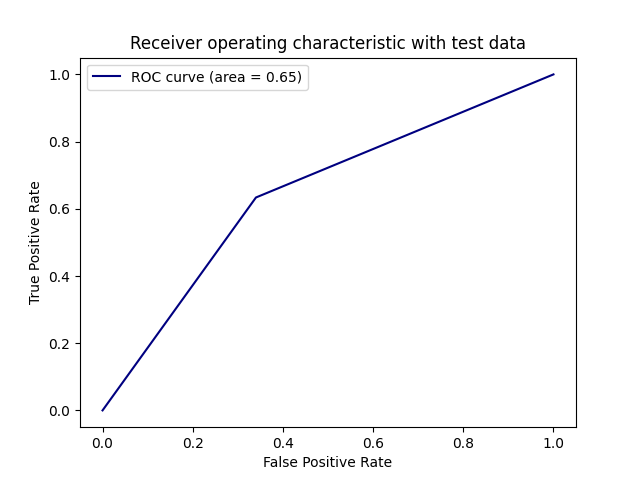 Receiver operating characteristic with test data
ROC curve (area = 0.65)
1.0
0.8
0.6
0.4
0.2
0.0
True Positive Rate
0.0 0.2 0.4 0.6 0.8 1.0
False Positive Rate